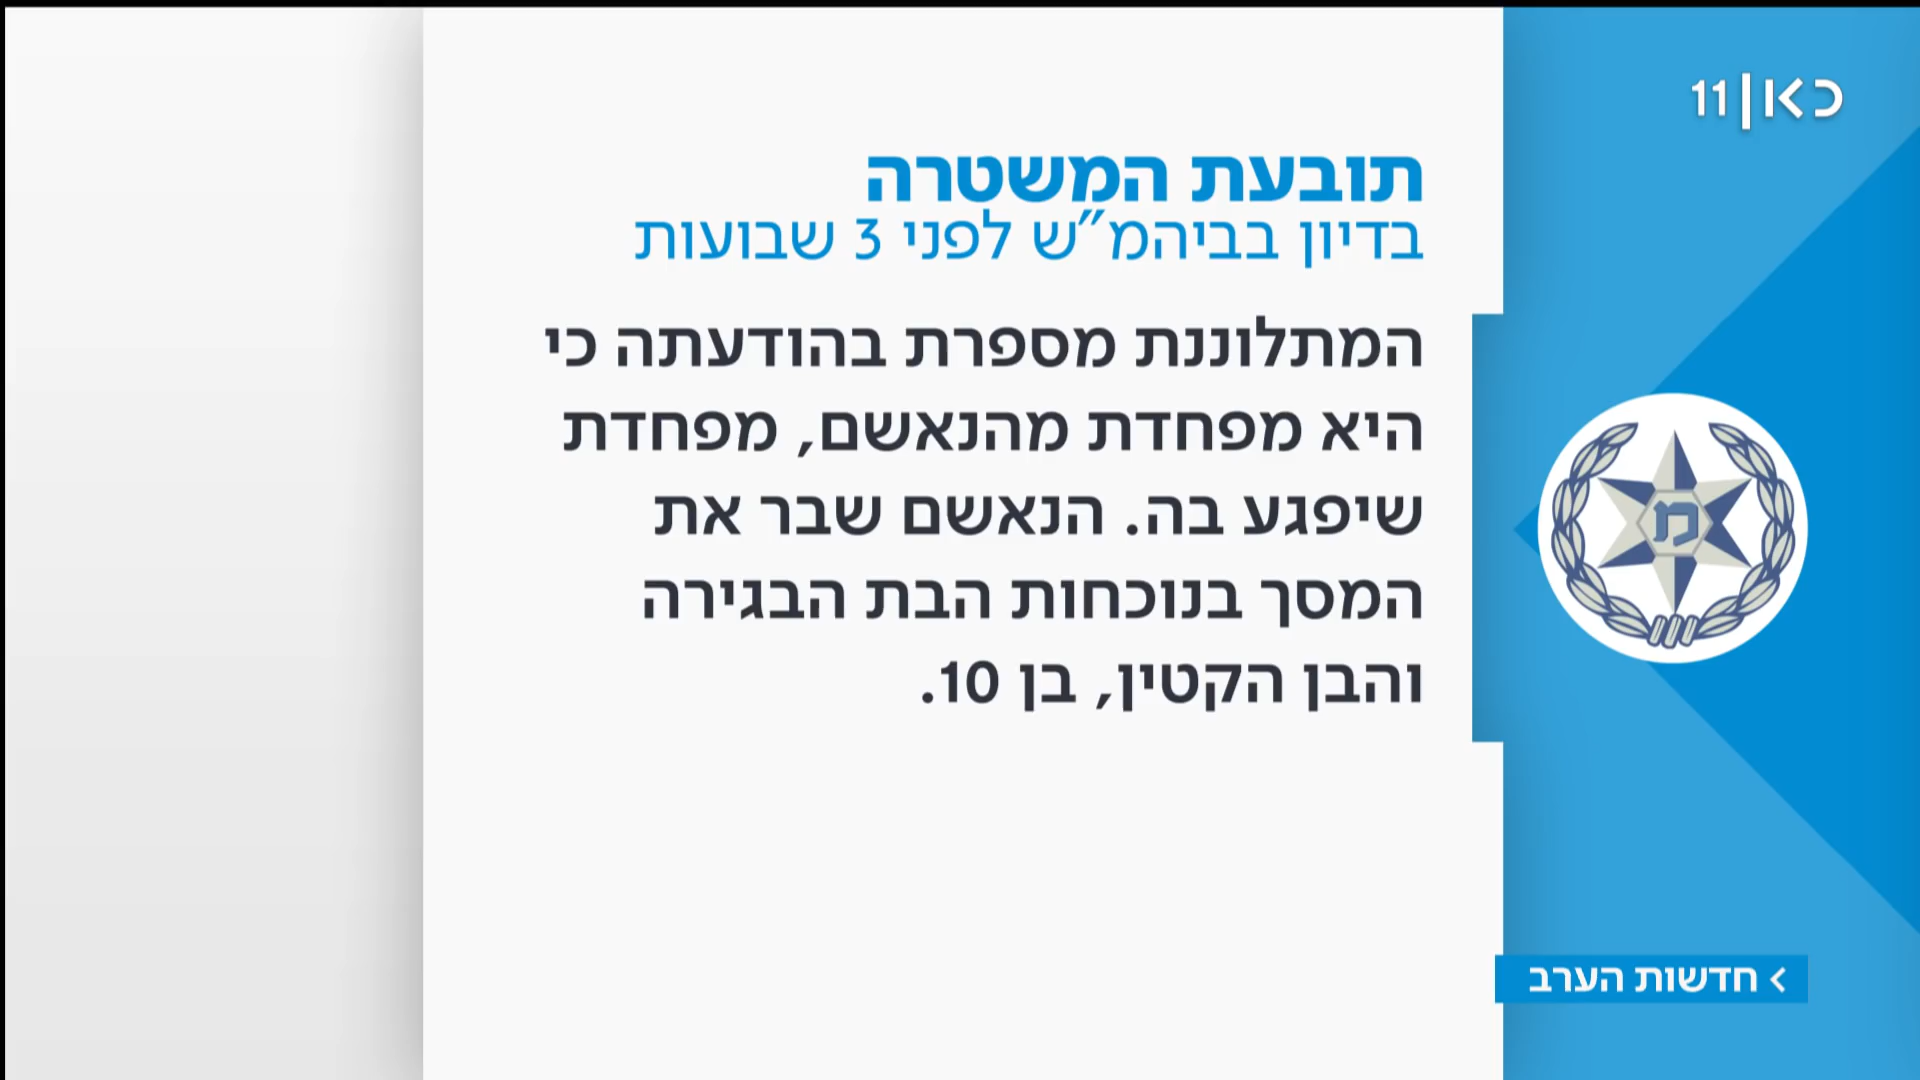 כאן 11
תובעת המשטרה
בדיון בביהמ"ש לפני 3 שבועות
המתלוננת מספרת בהודעתה כי
היא מפחדת מהנאשם, מפחדת
שיפגע בה. הנאשם שבר את
המסך בנוכחות הבת הבגירה
והבן הקטין, בן 10.
מ
חדשות הערב